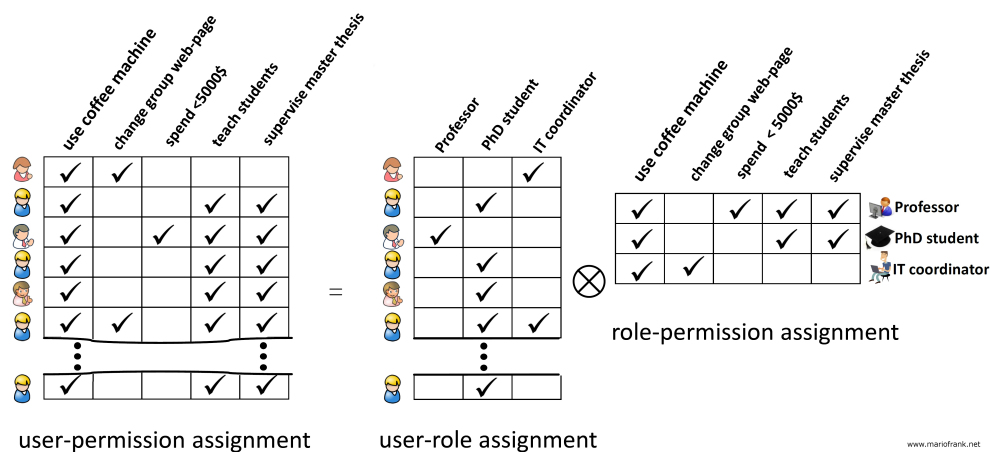 use coffee machine
change group web-page
spend <5000$
teach students
supervise master thesis
Professor
PhD student
IT coordinator
use coffee machine
change group web-page
spend < 5000$
teach students
supervise master thesis
=
Professor
PhD student
IT coordinator
role-permission assignment
user-permission assignment
user-role assignment
www.mariofrank.net